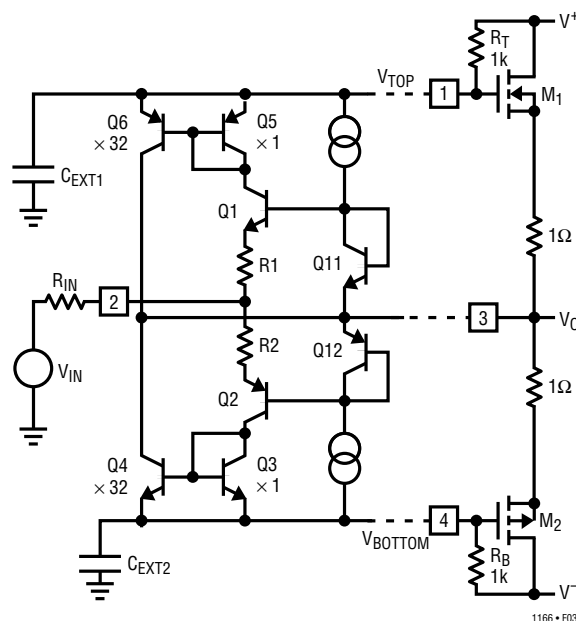 V+
RT
1k
VTOP
1
M1
Q6
× 32
Q5
× 1
CEXT1
Q1
1Ω
R1
Q11
RIN
2
3
VO
VIN
R2
Q12
1Ω
Q2
Q4
× 32
Q3
× 1
4
M2
VBOTTOM
RB
1k
CEXT2
V–
1166 • F03